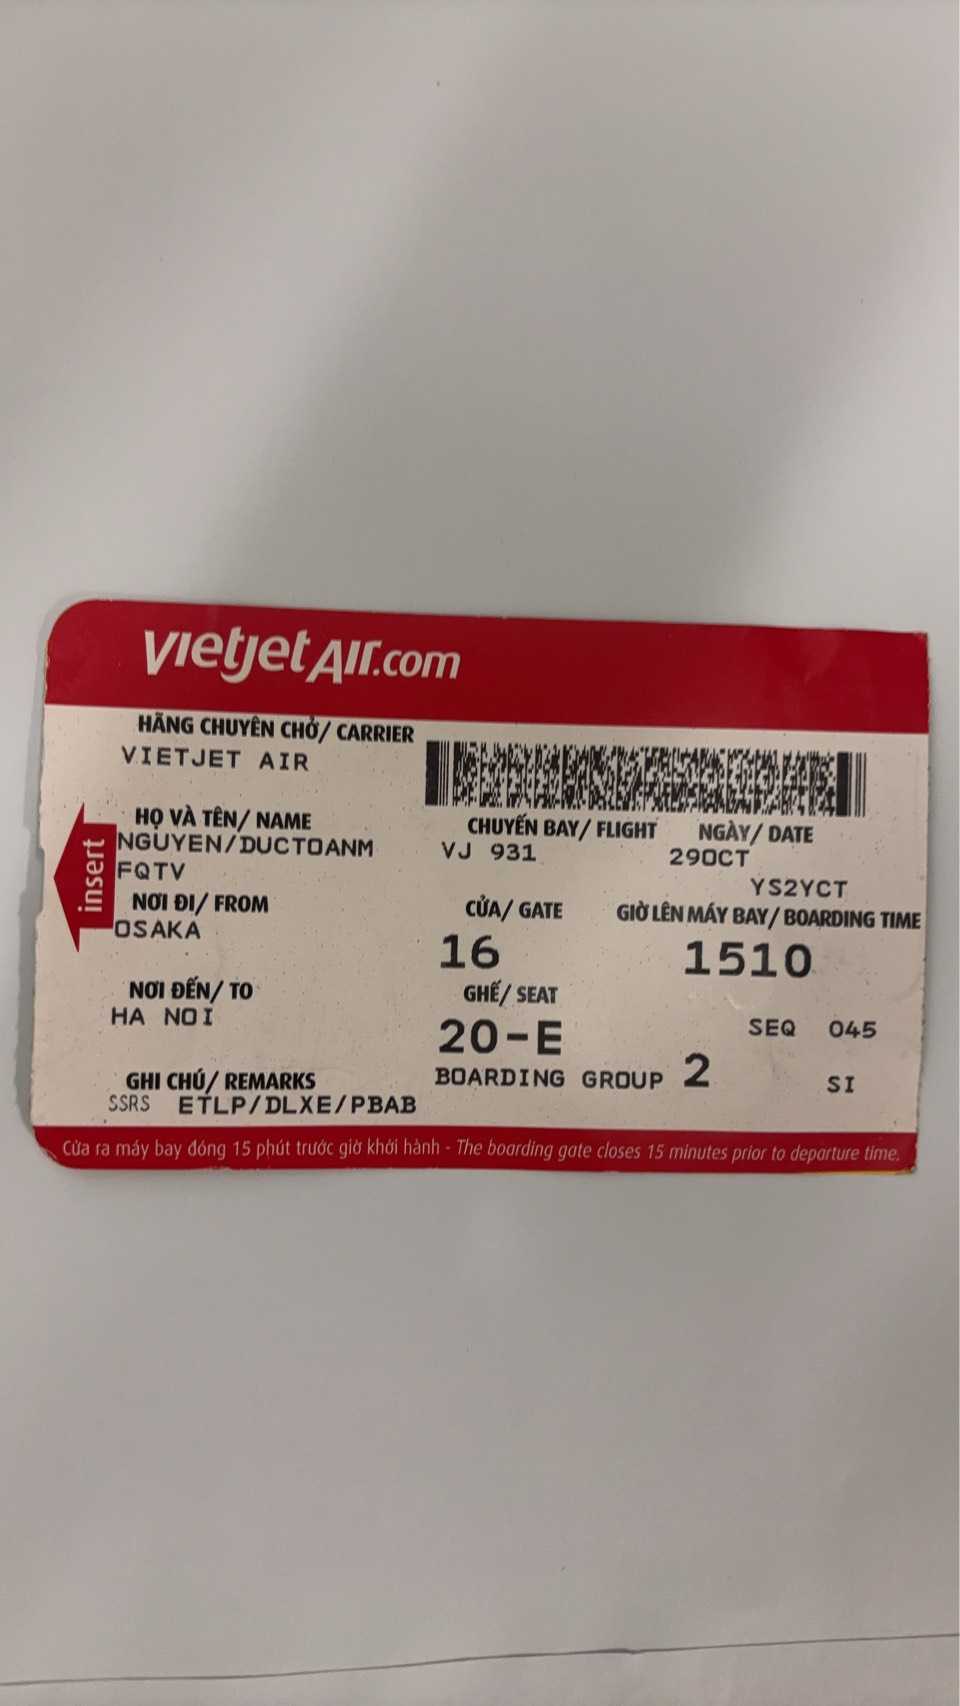 vietjetAir.com
HÃNG CHUYÊN CHỞ/ CARRIER
VIETJET AIR
HỌ VÀ TÊN/ NAME
NGUYEN/DUCTOANM
FQTV
CHUYẾN BAY/ FLIGHT NGÀY/ DATE
VJ 931 29OCT
YS2YCT
insert
NƠI ĐI/ FROM
OSAKA
CỬA/ GATE GIỜ LÊN MÁY BAY/ BOARDING TIME
16 1510
NƠI ĐẾN/ TO
HA NOI
GHẾ/ SEAT
20-E
SEQ 045
BOARDING GROUP 2
SI
GHI CHÚ/ REMARKS
SSRS ETLP/DLXE/PBAB
Cửa ra máy bay đóng 15 phút trước giờ khởi hành - The boarding gate closes 15 minutes prior to departure time.